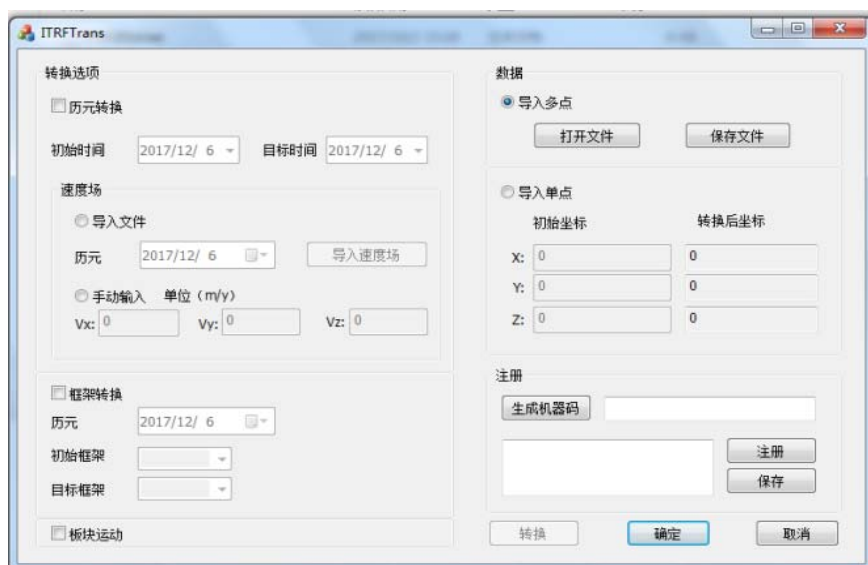 ITRFTrans
转换选项
历元转换
初始时间 2017/12/ 6 目标时间 2017/12/ 6
速度场
导入文件
历元 2017/12/ 6 导入速度场
手动输入 单位（m/y）
Vx: 0 Vy: 0 Vz: 0
框架转换
历元 2017/12/ 6
初始框架
目标框架
板块运动
数据
导入多点
打开文件 保存文件
导入单点
初始坐标 转换后坐标
X: 0 0
Y: 0 0
Z: 0 0
注册
生成机器码
注册
保存
转换 确定 取消